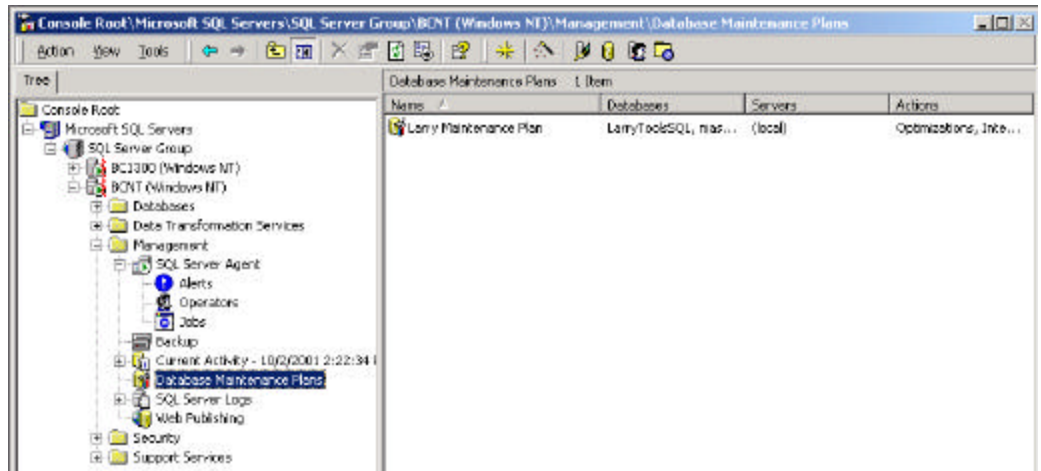 Console Root\Microsoft SQL Servers\SQL Server Group\BCNT (Windows NT)\Management\Database Maintenance Plans
Action View Tools
Tree
Database Maintenance Plans 1 Item
Name Databases Servers Actions
Larry Maintenance Plan LarryToolsSQL, mas... (local) Optimizations, Inte...
Console Root
Microsoft SQL Servers
SQL Server Group
BC1300 (Windows NT)
BCNT (Windows NT)
Databases
Data Transformation Services
Management
SQL Server Agent
Alerts
Operators
Jobs
Backup
Current Activity - 10/2/2001 2:22:34
Database Maintenance Plans
SQL Server Logs
Web Publishing
Security
Support Services